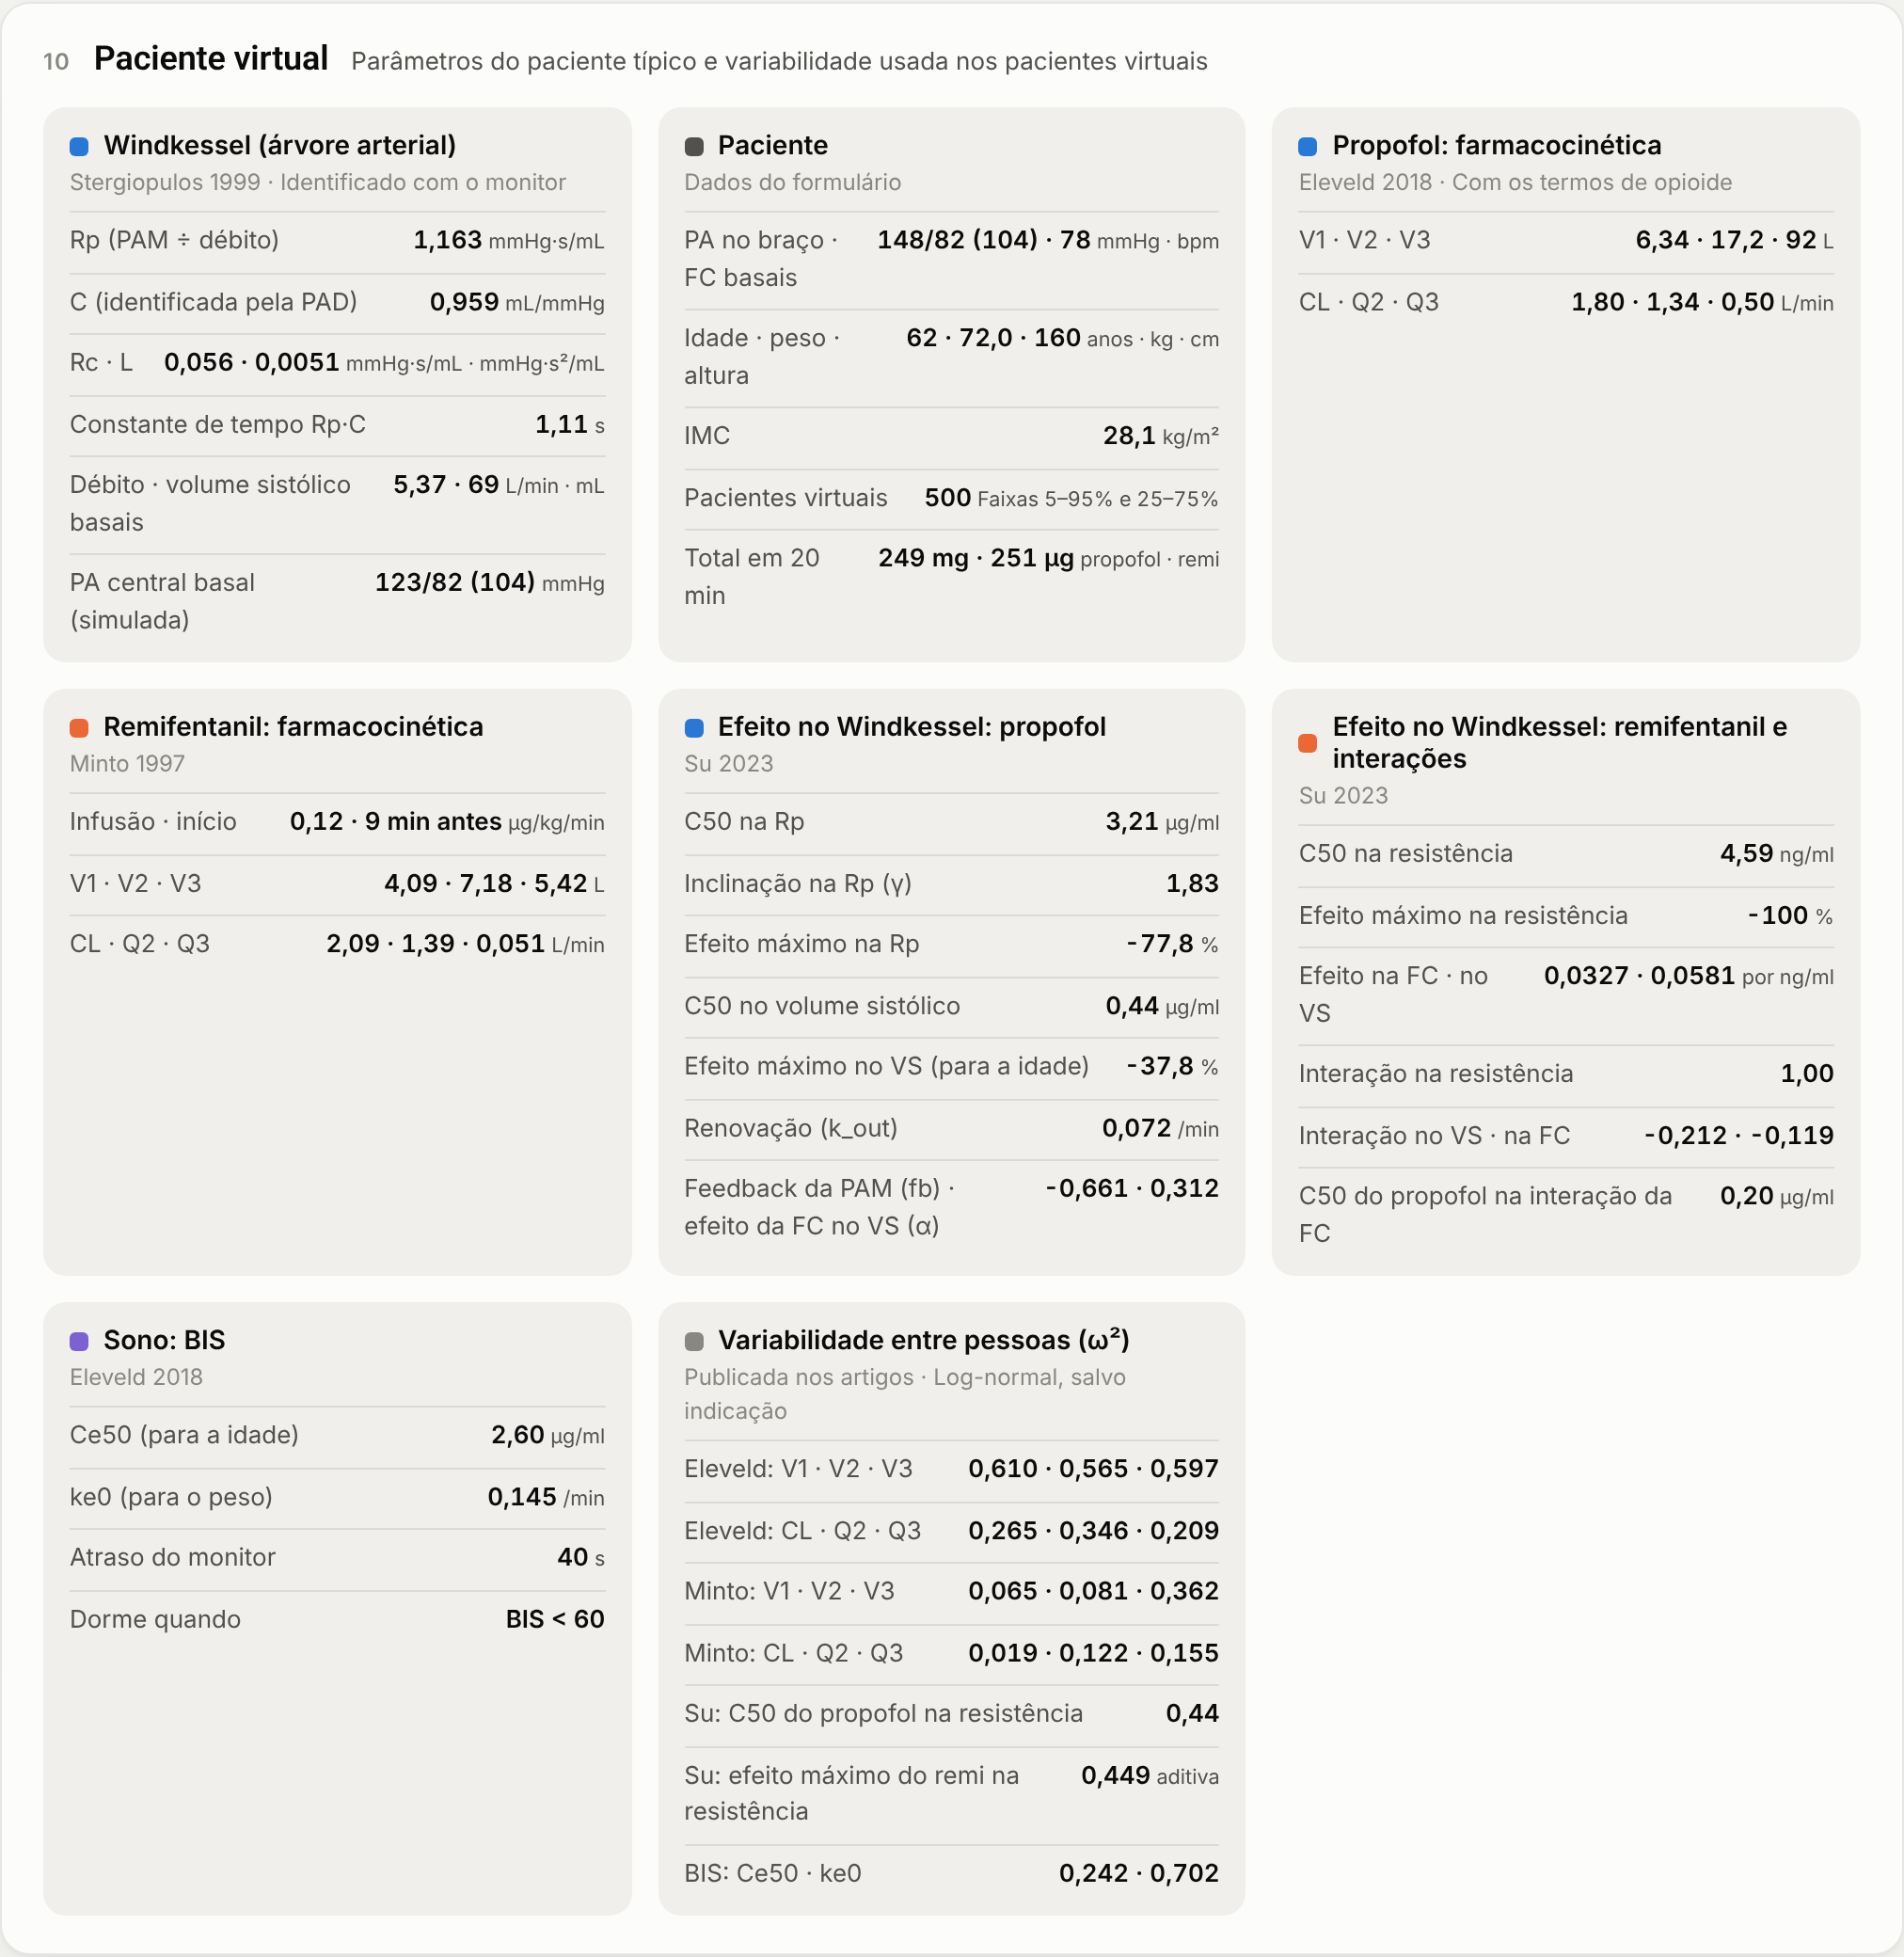 10 Paciente virtual Parâmetros do paciente típico e variabilidade usada nos pacientes virtuais
Windkessel (árvore arterial)
Stergiopulos 1999 · Identificado com o monitor
Rp (PAM ÷ débito) 1,163 mmHg·s/mL
C (identificada pela PAD) 0,959 mL/mmHg
Rc · L 0,056 · 0,0051 mmHg·s/mL · mmHg·s²/mL
Constante de tempo Rp·C 1,11 s
Débito · volume sistólico 5,37 · 69 L/min · mL
basais
PA central basal 123/82 (104) mmHg
(simulada)
Paciente
Dados do formulário
PA no braço · 148/82 (104) · 78 mmHg · bpm
FC basais
Idade · peso · 62 · 72,0 · 160 anos · kg · cm
altura
IMC 28,1 kg/m²
Pacientes virtuais 500 Faixas 5–95% e 25–75%
Total em 20 249 mg · 251 µg propofol · remi
min
Propofol: farmacocinética
Eleveld 2018 · Com os termos de opioide
V1 · V2 · V3 6,34 · 17,2 · 92 L
CL · Q2 · Q3 1,80 · 1,34 · 0,50 L/min
Remifentanil: farmacocinética
Minto 1997
Infusão · início 0,12 · 9 min antes µg/kg/min
V1 · V2 · V3 4,09 · 7,18 · 5,42 L
CL · Q2 · Q3 2,09 · 1,39 · 0,051 L/min
Efeito no Windkessel: propofol
Su 2023
C50 na Rp 3,21 µg/ml
Inclinação na Rp (γ) 1,83
Efeito máximo na Rp -77,8 %
C50 no volume sistólico 0,44 µg/ml
Efeito máximo no VS (para a idade) -37,8 %
Renovação (k_out) 0,072 /min
Feedback da PAM (fb) · -0,661 · 0,312
efeito da FC no VS (α)
Efeito no Windkessel: remifentanil e
interações
Su 2023
C50 na resistência 4,59 ng/ml
Efeito máximo na resistência -100 %
Efeito na FC · no 0,0327 · 0,0581 por ng/ml
VS
Interação na resistência 1,00
Interação no VS · na FC -0,212 · -0,119
C50 do propofol na interação da 0,20 µg/ml
FC
Sono: BIS
Eleveld 2018
Ce50 (para a idade) 2,60 µg/ml
ke0 (para o peso) 0,145 /min
Atraso do monitor 40 s
Dorme quando BIS < 60
Variabilidade entre pessoas (ω²)
Publicada nos artigos · Log-normal, salvo
indicação
Eleveld: V1 · V2 · V3 0,610 · 0,565 · 0,597
Eleveld: CL · Q2 · Q3 0,265 · 0,346 · 0,209
Minto: V1 · V2 · V3 0,065 · 0,081 · 0,362
Minto: CL · Q2 · Q3 0,019 · 0,122 · 0,155
Su: C50 do propofol na resistência 0,44
Su: efeito máximo do remi na 0,449 aditiva
resistência
BIS: Ce50 · ke0 0,242 · 0,702